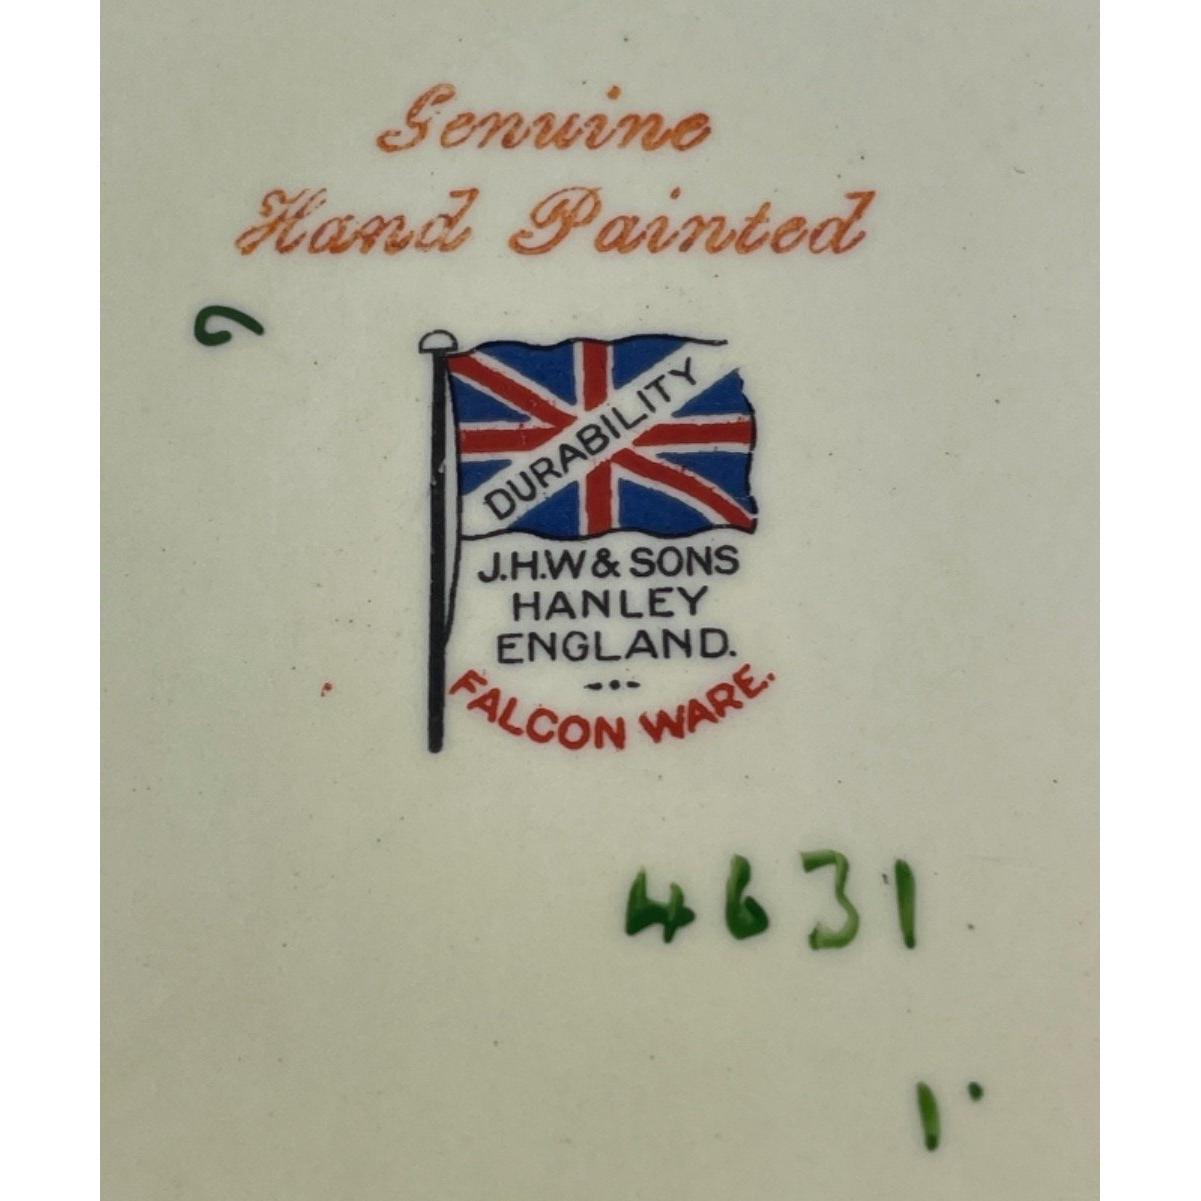 Genuine
Hand Painted
DURABILITY
J.H.W & SONS
HANLEY
ENGLAND.
FALCON WARE.
4631